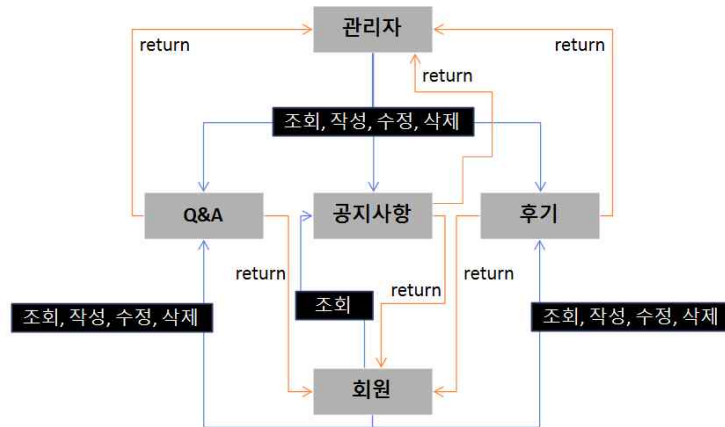 관리자
return
return
return
조회, 작성, 수정, 삭제
Q&A
공지사항
후기
return
return
return
조회, 작성, 수정, 삭제
조회
조회, 작성, 수정, 삭제
회원